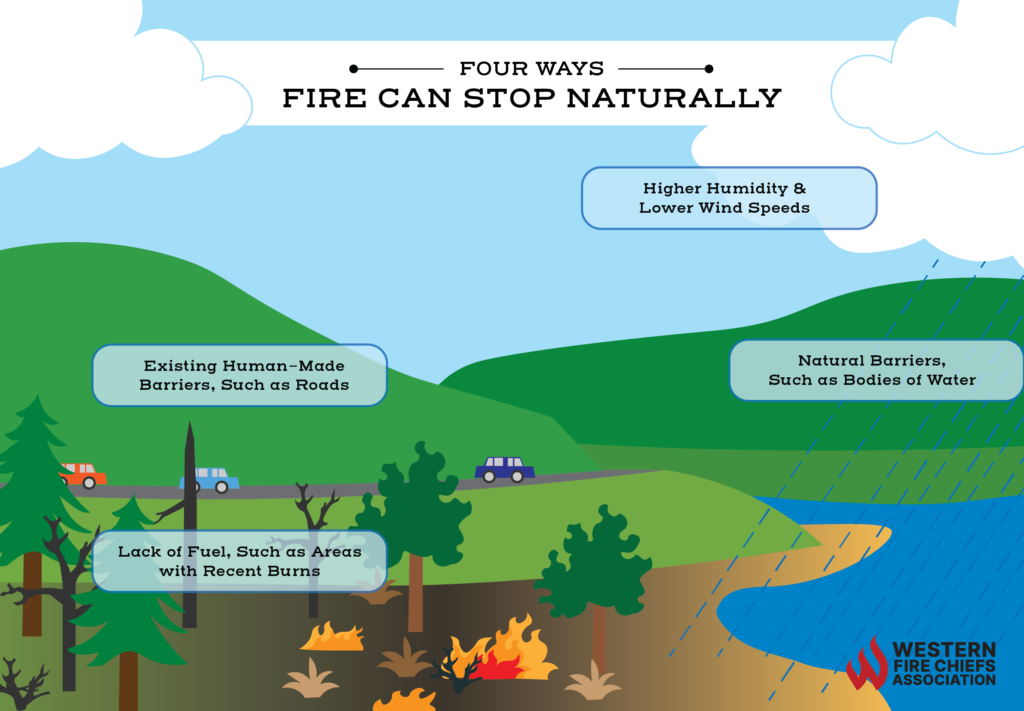 FOUR WAYS
FIRE CAN STOP NATURALLY
Higher Humidity &
Lower Wind Speeds
Existing Human-Made
Barriers, Such as Roads
Natural Barriers,
Such as Bodies of Water
Lack of Fuel, Such as Areas
with Recent Burns
WESTERN
FIRE CHIEFS
ASSOCIATION